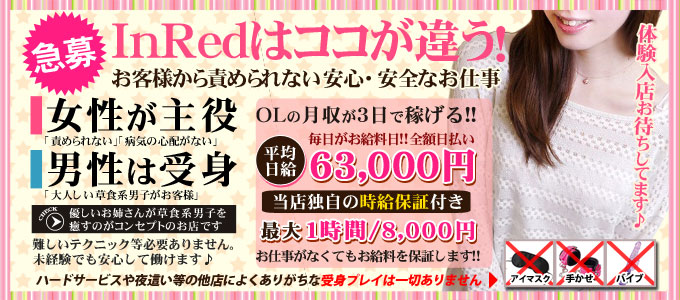 急募
InRedはココが違う!
お客様から責められない安心・安全なお仕事
女性が主役
「責められない」「病気の心配がない」
男性は受身
「大人しい草食系男子がお客様」
CHECK
優しいお姉さんが草食系男子を
癒すのがコンセプトのお店です
難しいテクニック等必要ありません。
未経験でも安心して働けます♪
OLの月収が3日で稼げる!!
毎日がお給料日!!全額日払い
平均
日給
63,000円
当店独自の時給保証付き
最大1時間/8,000円
お仕事がなくてもお給料を保証します!!
体験入店お待ちしてます♪
ハードサービスや夜這い等の他店によくありがちな受身プレイは一切ありません
アイマスク
手かせ
バイブ